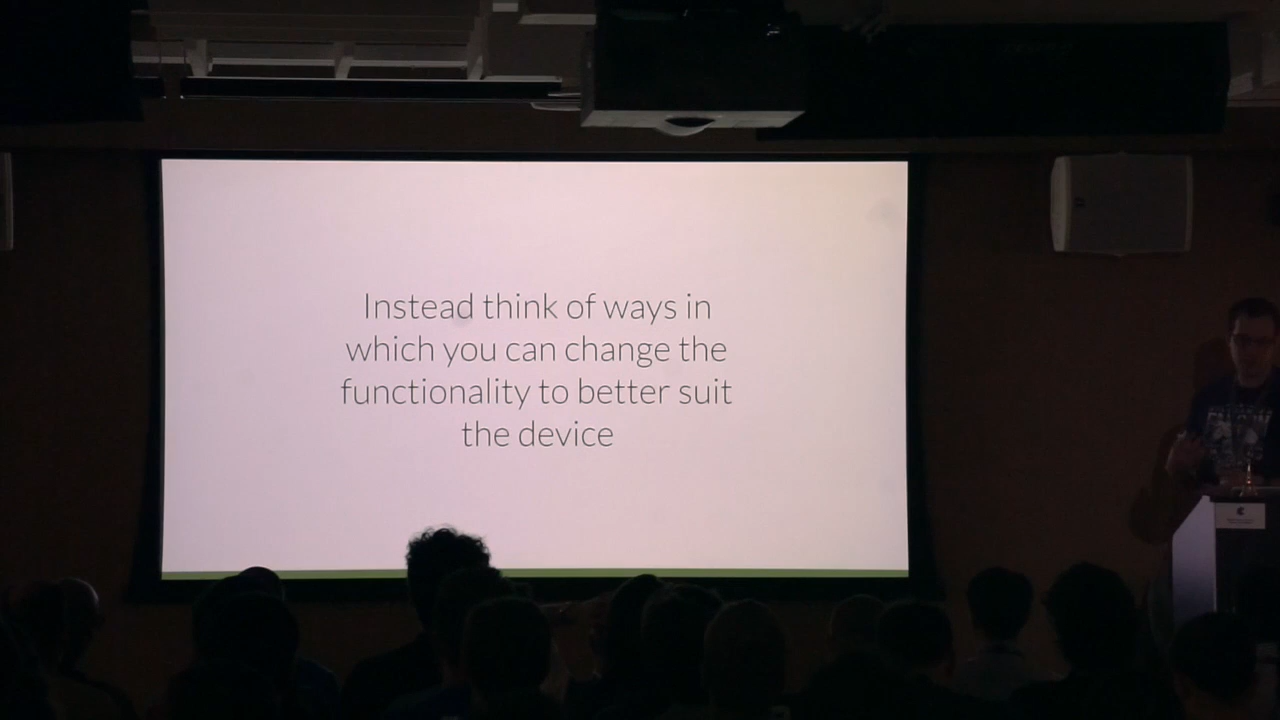 Instead think of ways in
which you can change the
functionality to better suit
the device